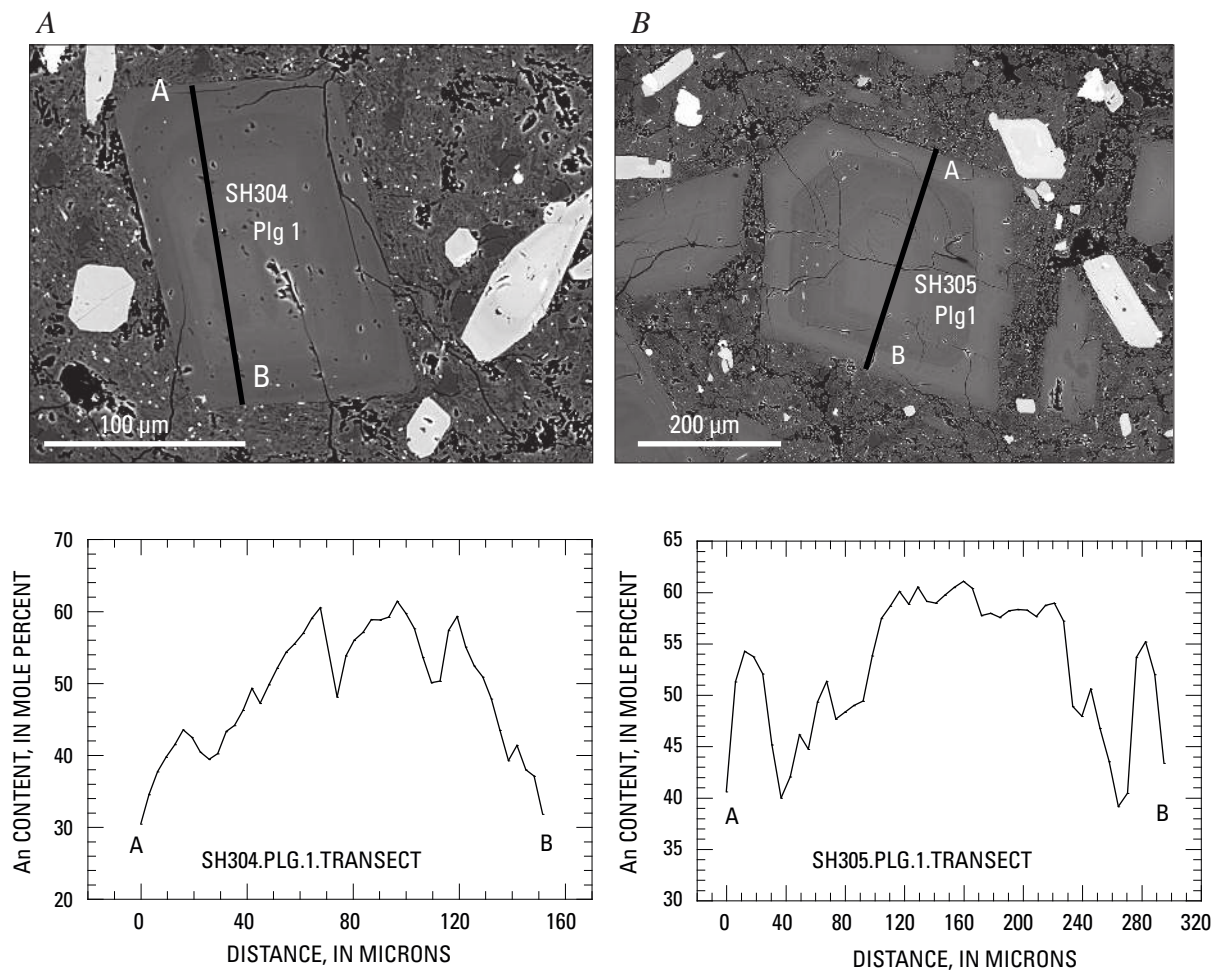 A
B
A
SH304
Plg 1
B
100 µm
A
SH305
Plg1
B
200 µm
An CONTENT, IN MOLE PERCENT
70
60
50
40
30
20
A
B
SH304.PLG.1.TRANSECT
0
40
80
120
160
DISTANCE, IN MICRONS
An CONTENT, IN MOLE PERCENT
65
60
55
50
45
40
35
30
A
B
SH305.PLG.1.TRANSECT
0
40
80
120
160
200
240
280
320
DISTANCE, IN MICRONS